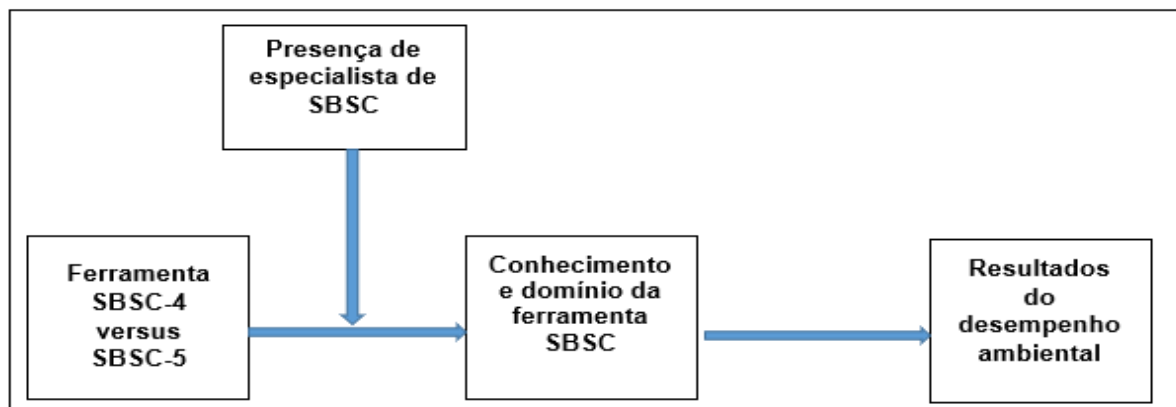 Presença de
especialista de
SBSC
Ferramenta
SBSC-4
versus
SBSC-5
Conhecimento
e domínio da
ferramenta
SBSC
Resultados
do
desempenho
ambiental